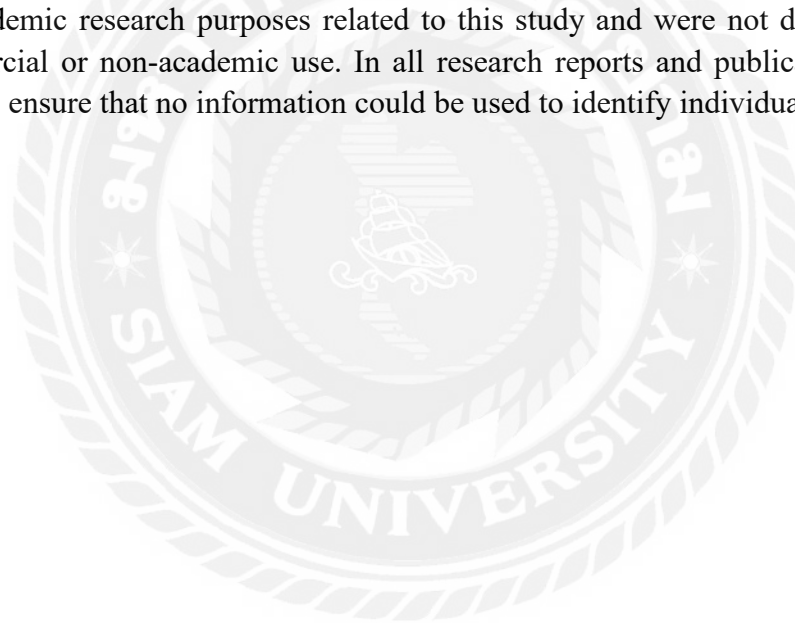 demic research purposes related to this study and were not d
rcial or non-academic use. In all research reports and public
ensure that no information could be used to identify individua
SIAM UNIVERSITY